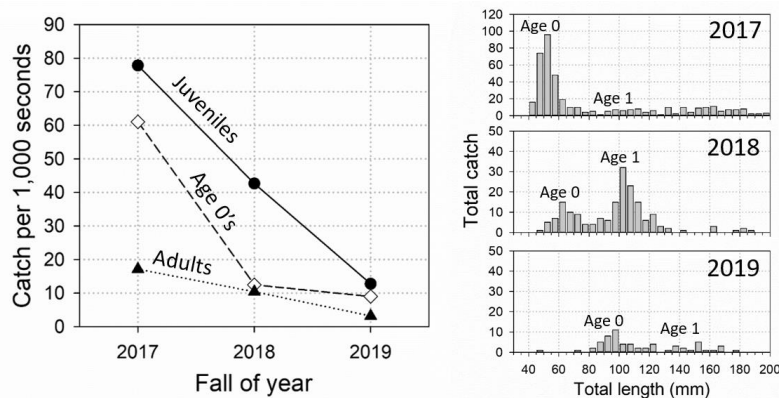 90
80
70
60
50
40
30
20
10
0
Catch per 1,000 seconds
Juveniles
Age 0's
Adults
2017 2018 2019
Fall of year
Total catch
120
100
80
60
40
20
0
Age 0
Age 1
2017
50
40
30
20
10
0
Age 0
Age 1
2018
50
40
30
20
10
0
Age 0
Age 1
2019
40 60 80 100 120 140 160 180 200
Total length (mm)